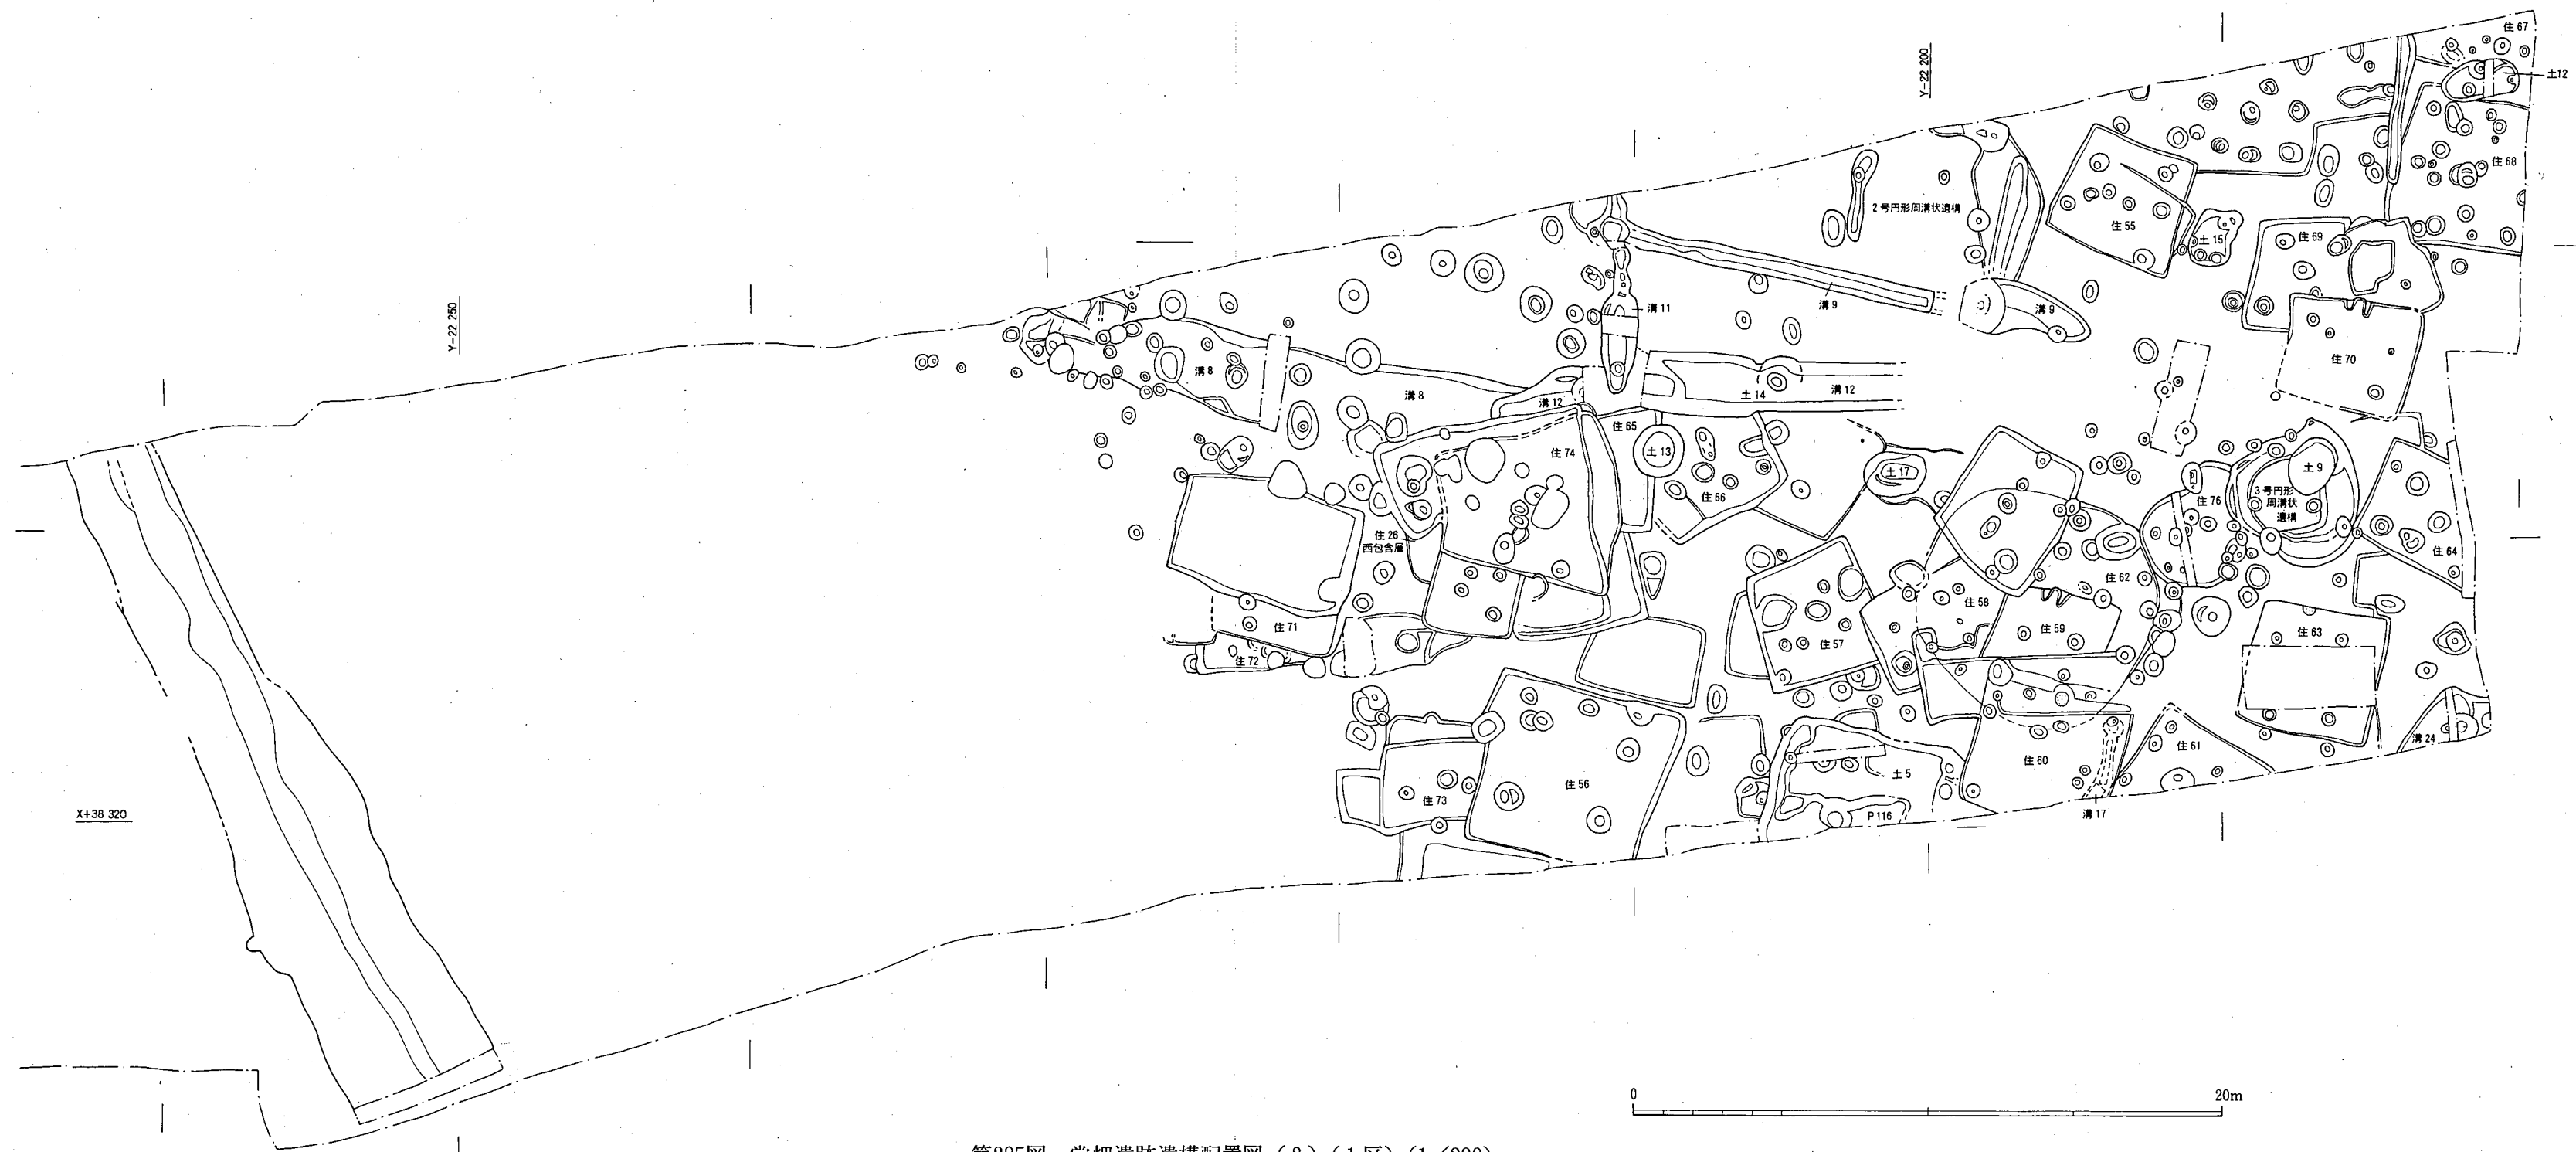 住67
土12
Y-22 200
住68
2号円形周溝状遺構
住55
土15
住69
Y-22 250
溝11
溝9
溝9
住70
溝8
溝8
溝12
土14
溝12
住65
住74
土13
土17
住66
土9
住76
3号円形
周溝状
遺構
住26
西包含層
住64
住62
住58
住71
住59
住63
住57
住72
溝24
住61
住60
土5
住56
住73
X+38 320
P116
溝17
0
20m